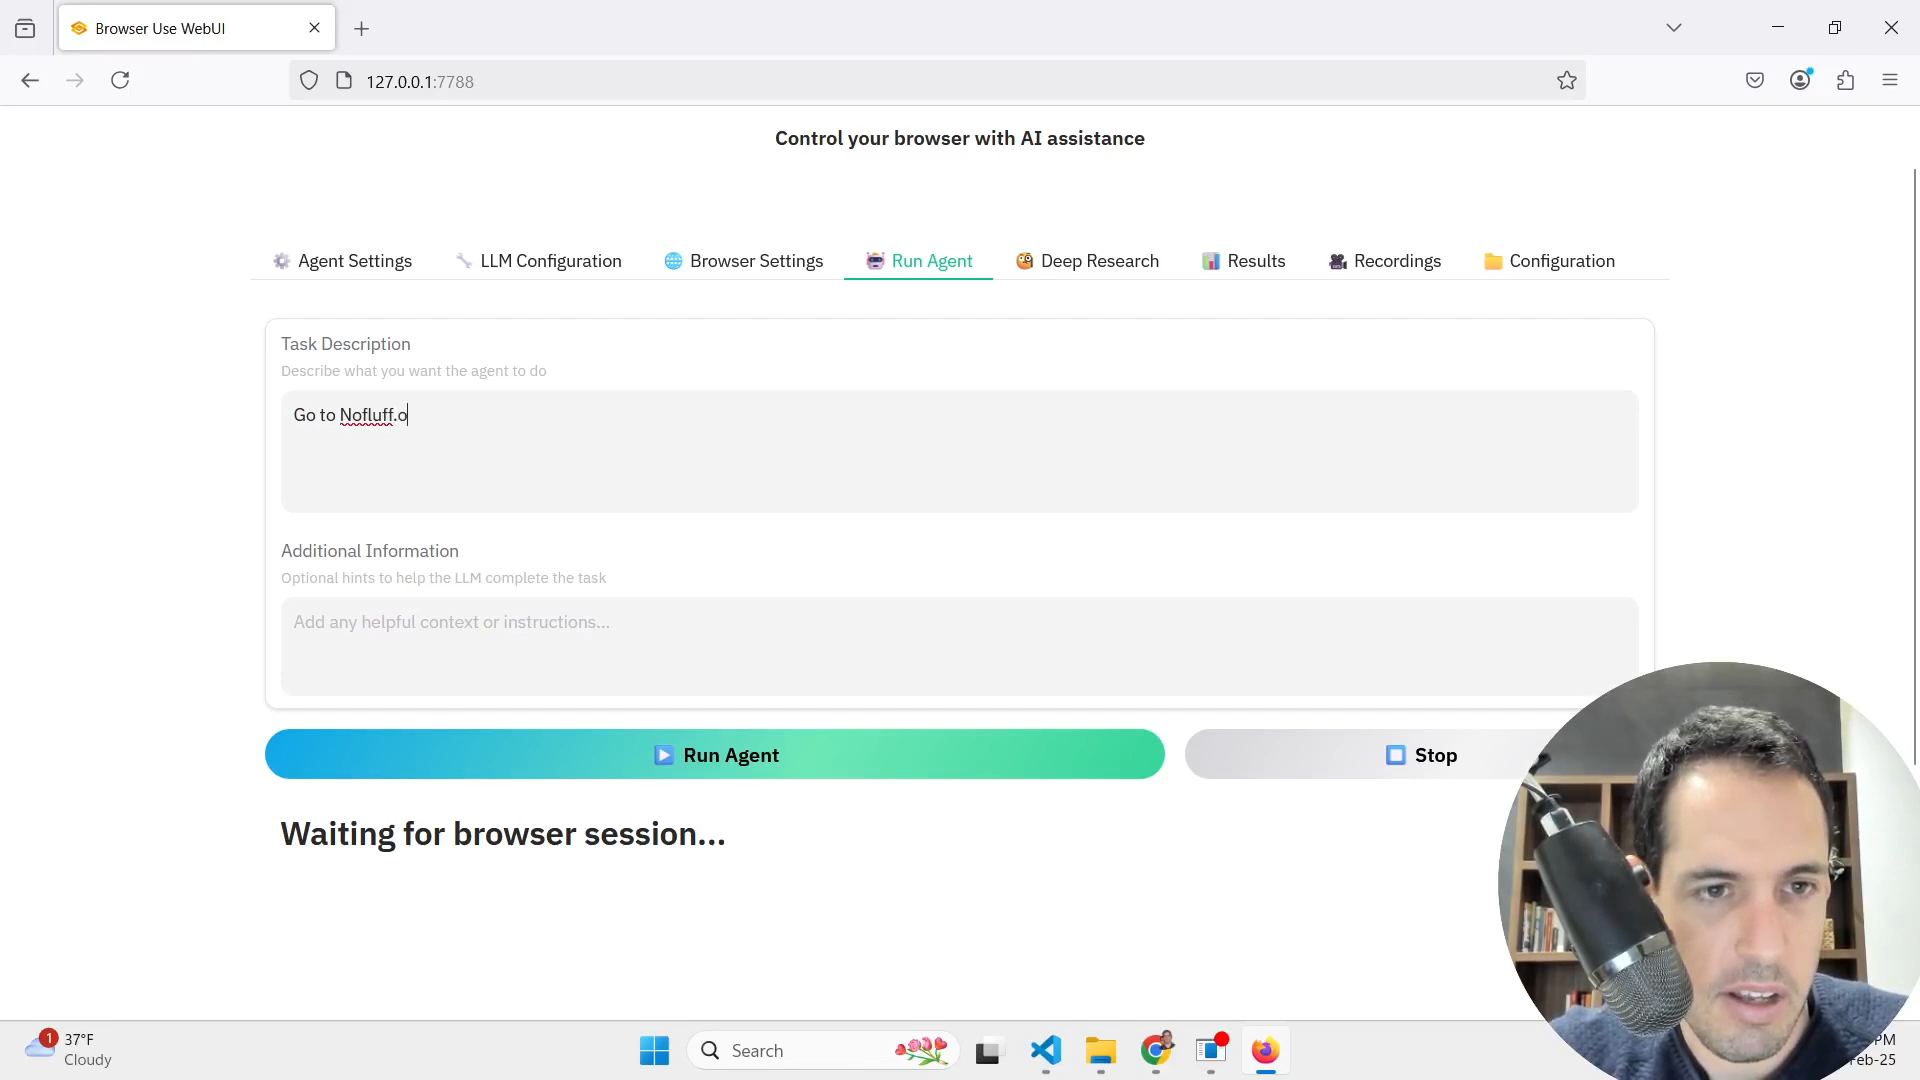 Browser Use WebUI
127.0.0.1:7788
Control your browser with AI assistance
Agent Settings
LLM Configuration
Browser Settings
Run Agent
Deep Research
Results
Recordings
Configuration
Task Description
Describe what you want the agent to do
Go to Nofluff.o
Additional Information
Optional hints to help the LLM complete the task
Add any helpful context or instructions...
Run Agent
Stop
Waiting for browser session...
1
37°F
Cloudy
Search
PM
Feb-25